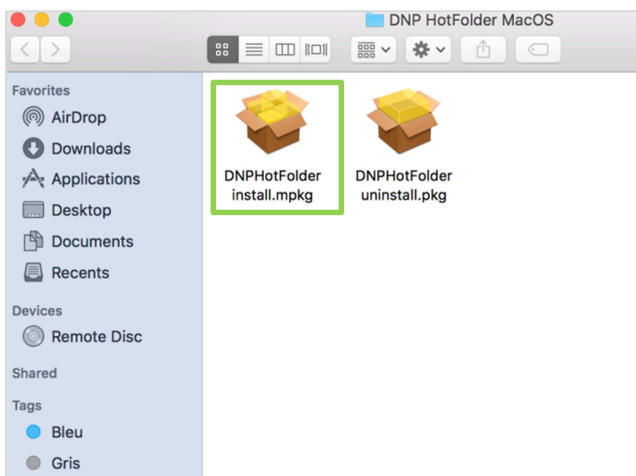 DNP HotFolder MacOS
Favorites
AirDrop
Downloads
Applications
Desktop
Documents
Recents
Devices
Remote Disc
Shared
Tags
Bleu
Gris
DNPHotFolder
install.mpkg
DNPHotFolder
uninstall.pkg